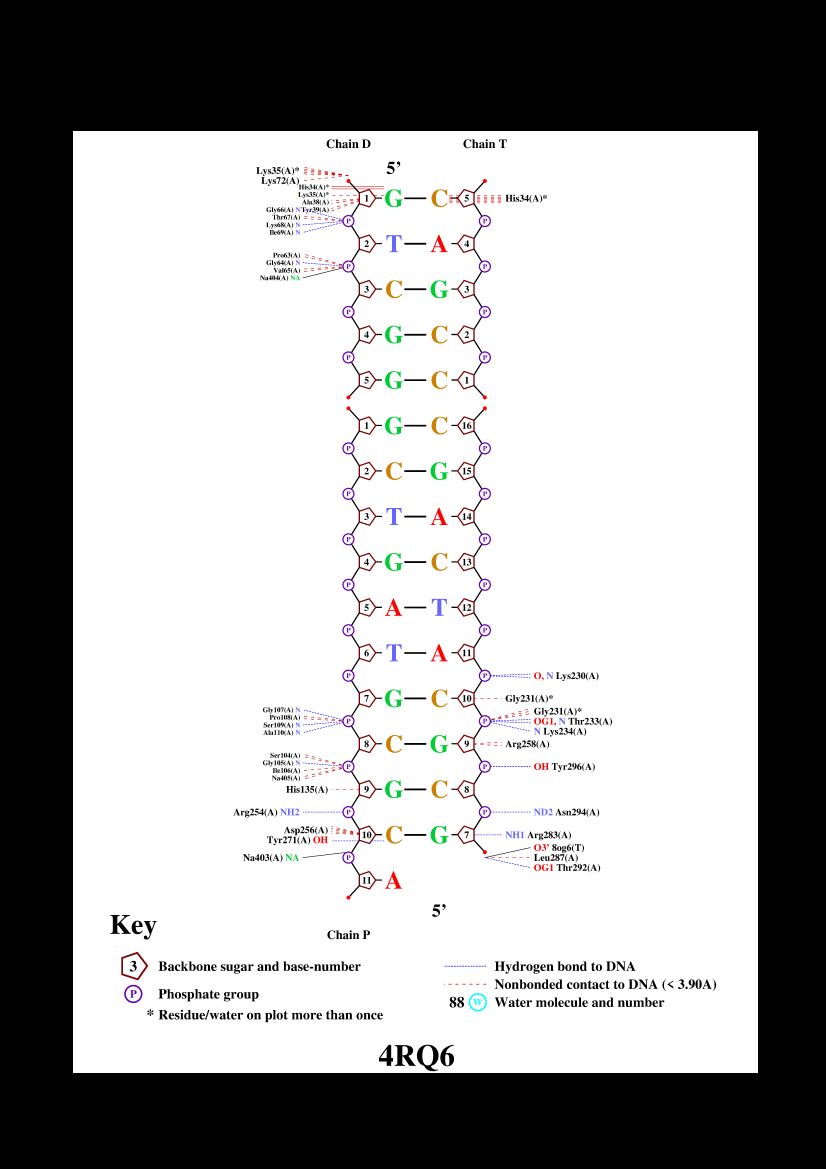 Chain D Chain T
5'
Lys35(A)*
Lys72(A)
His34(A)*
Lys35(A)*
1 G C 5 His34(A)*
Ala38(A)
Gly66(A) N Tyr39(A)
Thr67(A)
P P
Lys68(A) N
Ile69(A) N
2 T A 4
Pro63(A)
Gly64(A) N
P P
Val65(A)
Na404(A) NA
3 C G 3
P P
4 G C 2
P P
5 G C 1
1 G C 16
P P
2 C G 15
P P
3 T A 14
P P
4 G C 13
P P
5 A T 12
P P
6 T A 11
P P O, N Lys230(A)
7 G C 10 Gly231(A)*
Gly107(A) N
Gly231(A)*
Pro108(A)
P P OG1, N Thr233(A)
Ser109(A) N
N Lys234(A)
Ala110(A) N
8 C G 9 Arg258(A)
Ser104(A)
Gly105(A) N
P P OH Tyr296(A)
Ile106(A)
Na405(A)
His135(A) 9 G C 8
Arg254(A) NH2 P P ND2 Asn294(A)
Asp256(A)
10 C G 7 NH1 Arg283(A)
Tyr271(A) OH
O3' 8og6(T)
Na403(A) NA P Leu287(A)
OG1 Thr292(A)
11 A
5'
Key
Chain P
3 Backbone sugar and base-number
P Phosphate group
* Residue/water on plot more than once
Hydrogen bond to DNA
Nonbonded contact to DNA (< 3.90A)
88 W Water molecule and number
4RQ6